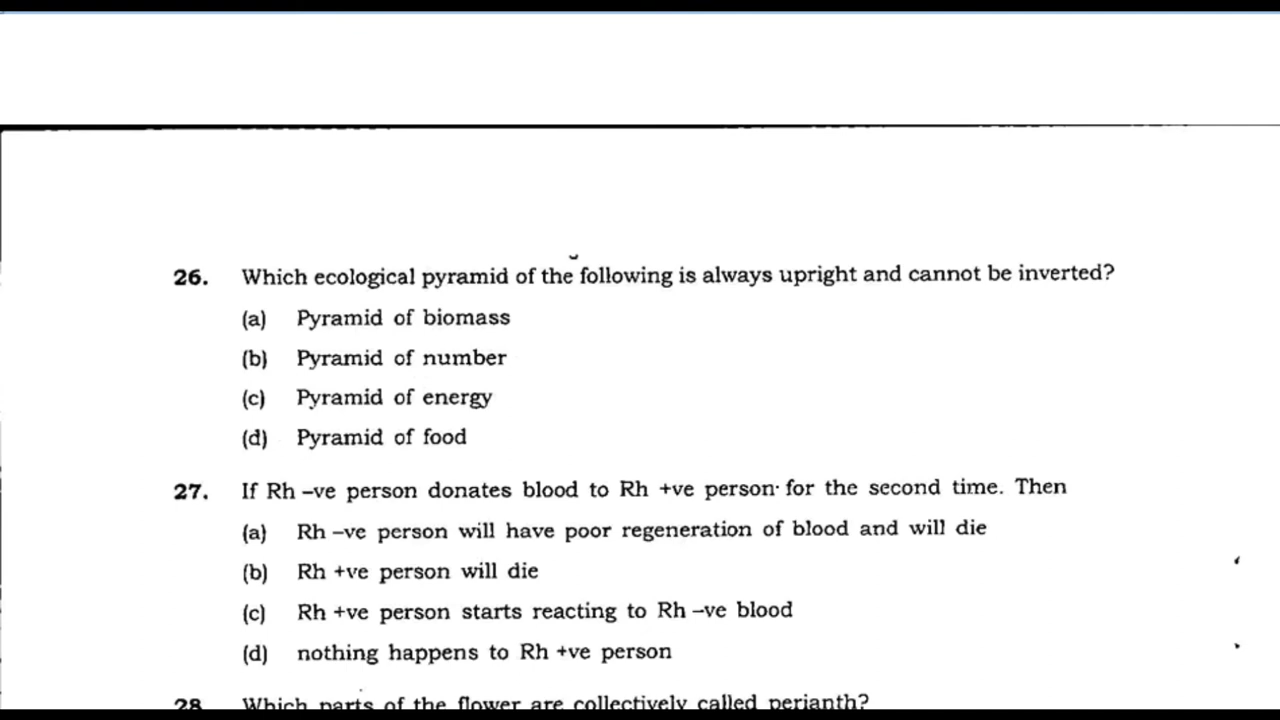 26. Which ecological pyramid of the following is always upright and cannot be inverted?
(a) Pyramid of biomass
(b) Pyramid of number
(c) Pyramid of energy
(d) Pyramid of food
27. If Rh –ve person donates blood to Rh +ve person for the second time. Then
(a) Rh –ve person will have poor regeneration of blood and will die
(b) Rh +ve person will die
(c) Rh +ve person starts reacting to Rh –ve blood
(d) nothing happens to Rh +ve person
28 Which parts of the flower are collectively called perianth?